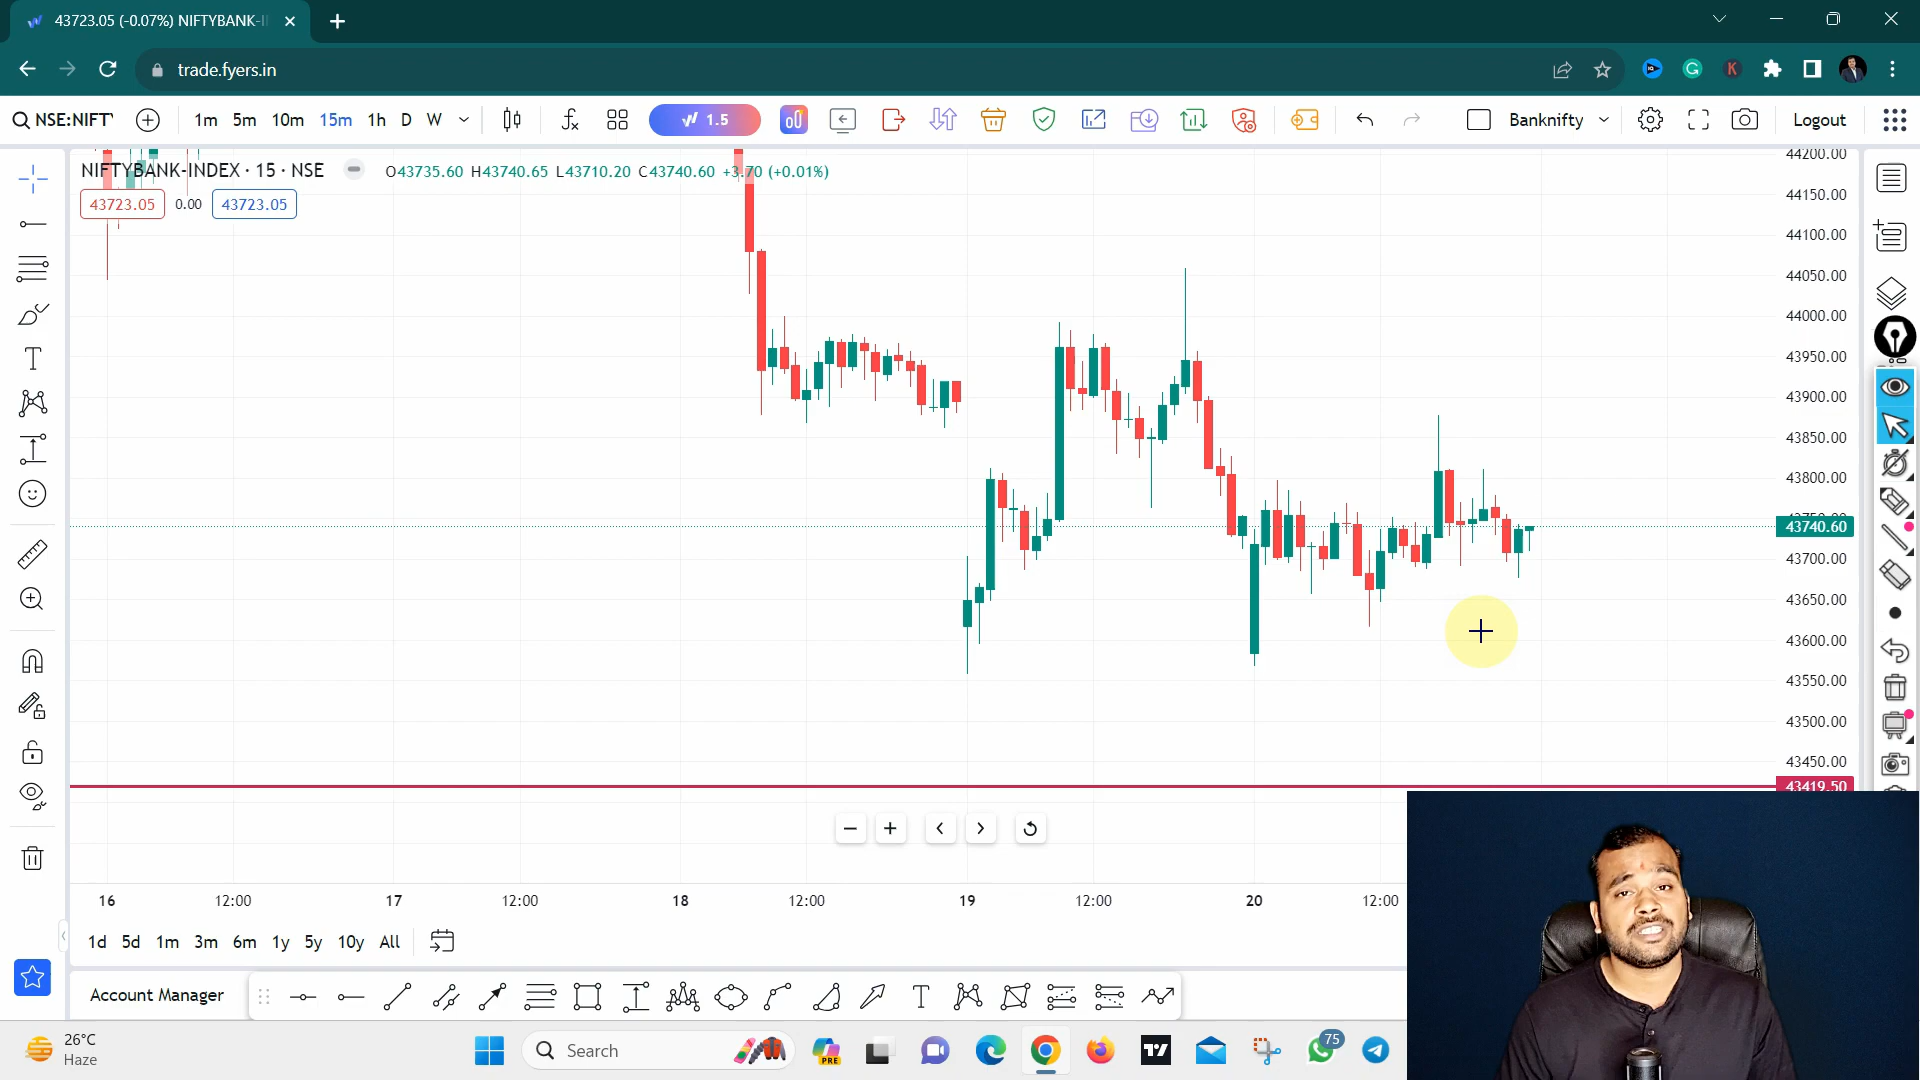 43723.05 (-0.07%) NIFTYBANK-I
trade.fyers.in
NSE:NIFTY
1m 5m 10m 15m 1h D W
1.5
Banknifty
Logout
NIFTYBANK-INDEX · 15 · NSE
O43735.60 H43740.65 L43710.20 C43740.60 +3.70 (+0.01%)
43723.05 0.00 43723.05
44200.00
44150.00
44100.00
44050.00
44000.00
43950.00
43900.00
43850.00
43800.00
43750.00
43740.60
43700.00
43650.00
43600.00
43550.00
43500.00
43450.00
43419.50
16 12:00 17 12:00 18 12:00 19 12:00 20 12:00
1d 5d 1m 3m 6m 1y 5y 10y All
Account Manager
26°C
Haze
Search
PRE
75